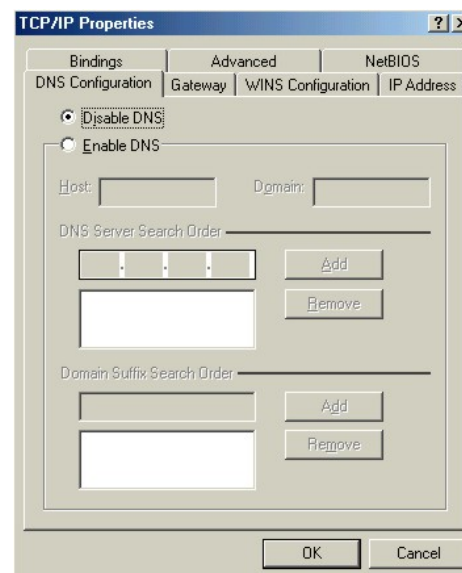 TCP/IP Properties
Bindings
Advanced
NetBIOS
DNS Configuration
Gateway
WINS Configuration
IP Address
Disable DNS
Enable DNS
Host:
Domain:
DNS Server Search Order
. . .
Add
Remove
Domain Suffix Search Order
Add
Remove
OK
Cancel